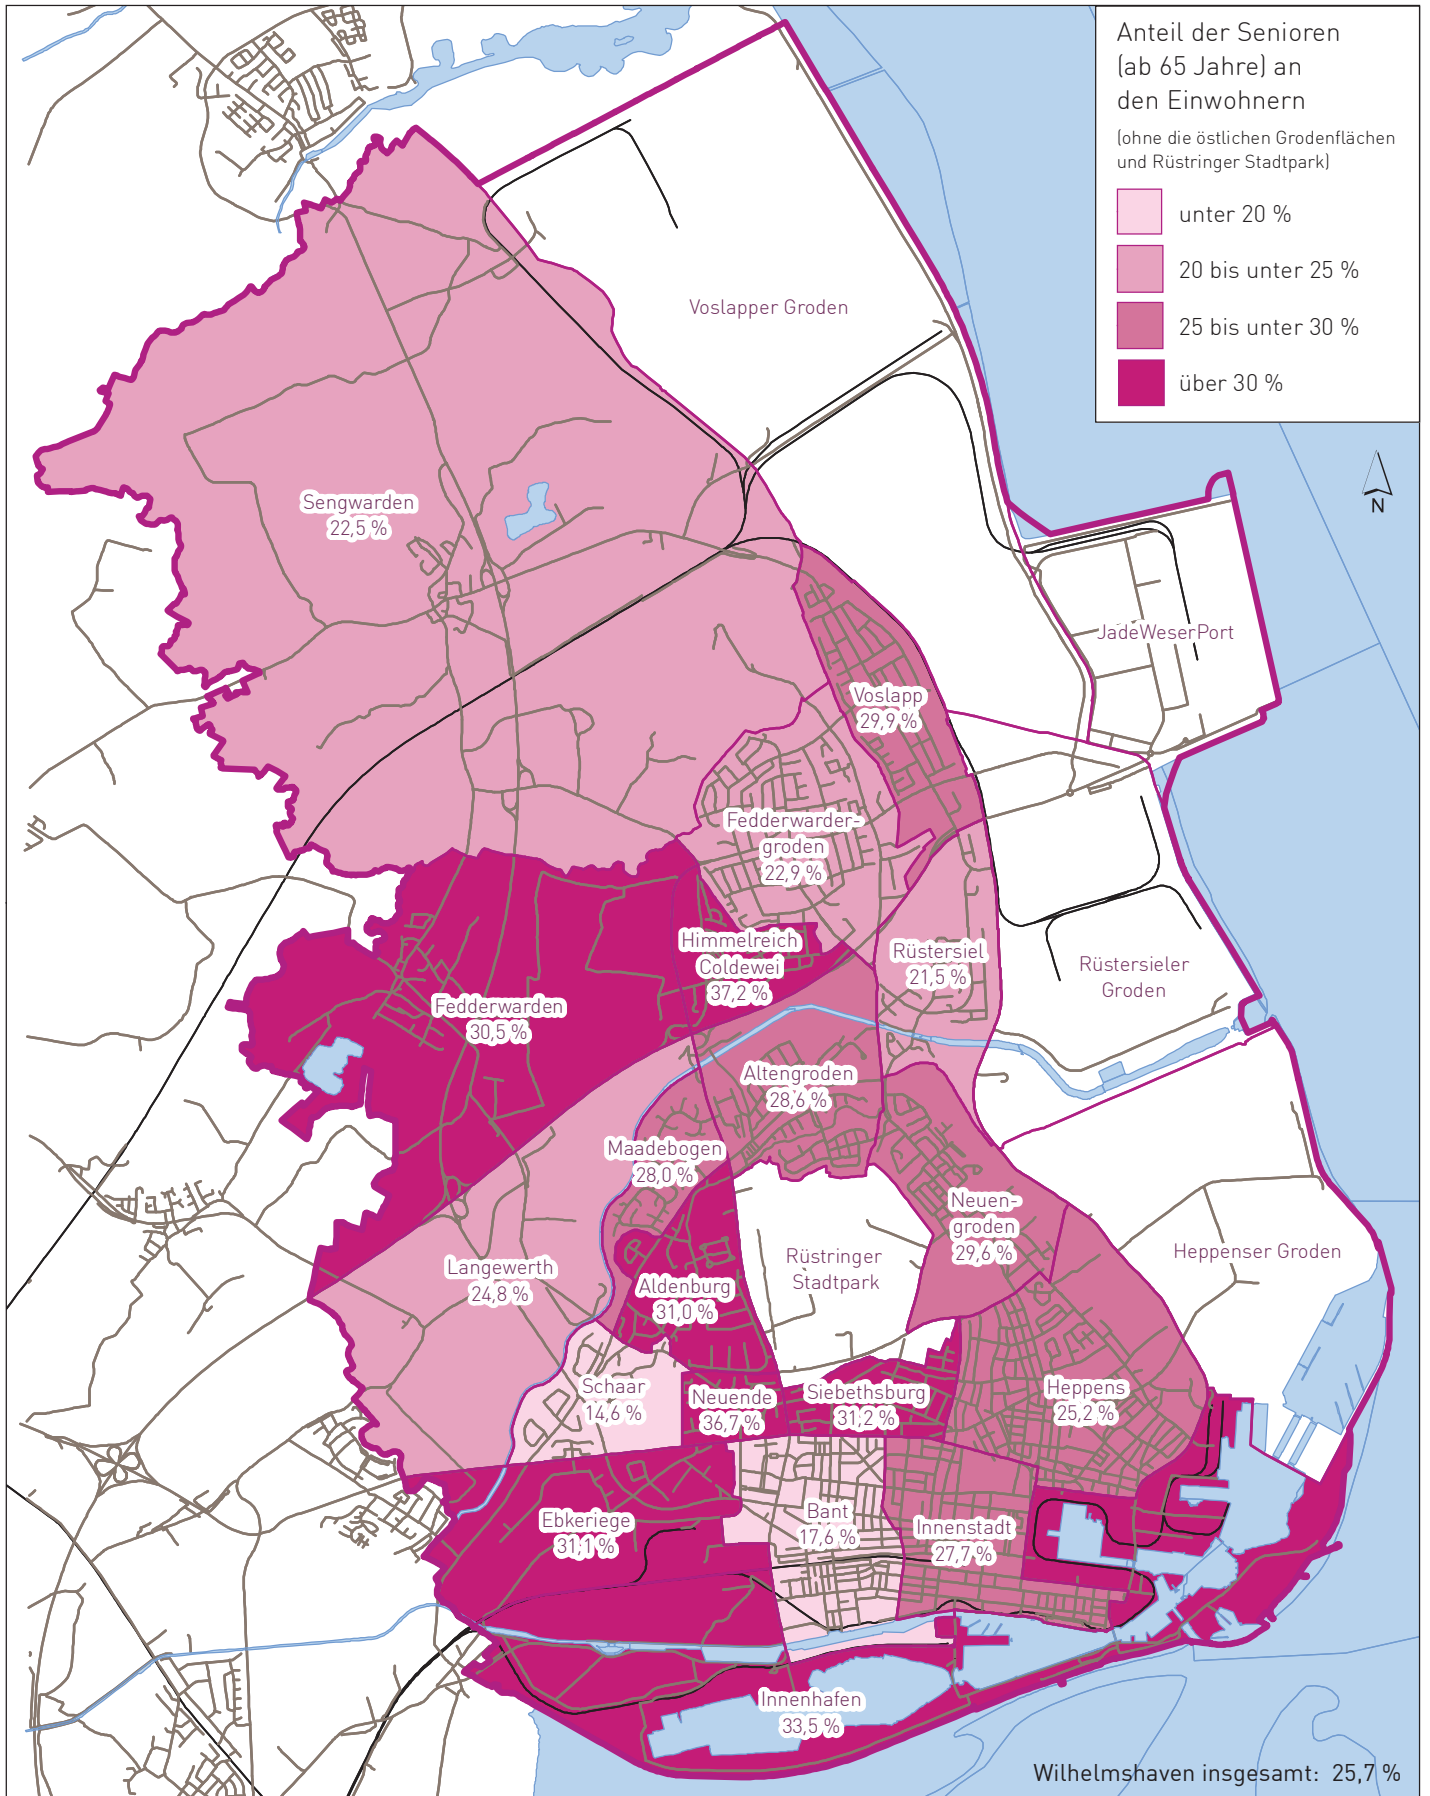 Anteil der Senioren
(ab 65 Jahre) an
den Einwohnern
(ohne die östlichen Grodenflächen
und Rüstringer Stadtpark)
unter 20 %
20 bis unter 25 %
25 bis unter 30 %
über 30 %
N
Voslapper Groden
Sengwarden
22,5 %
JadeWeserPort
Voslapp
29,9 %
Fedderwarder-
groden
22,9 %
Himmelreich
Coldewei
37,2 %
Rüstersiel
21,5 %
Rüstersieler
Groden
Fedderwarden
30,5 %
Altengroden
28,6 %
Maadebogen
28,0 %
Neuen-
groden
29,6 %
Rüstringer
Stadtpark
Heppenser Groden
Langewerth
24,8 %
Aldenburg
31,0 %
Schaar
14,6 %
Neuende
36,7 %
Siebethsburg
31,2 %
Heppens
25,2 %
Ebkeriege
31,1 %
Bant
17,6 %
Innenstadt
27,7 %
Innenhafen
33,5 %
Wilhelmshaven insgesamt: 25,7 %